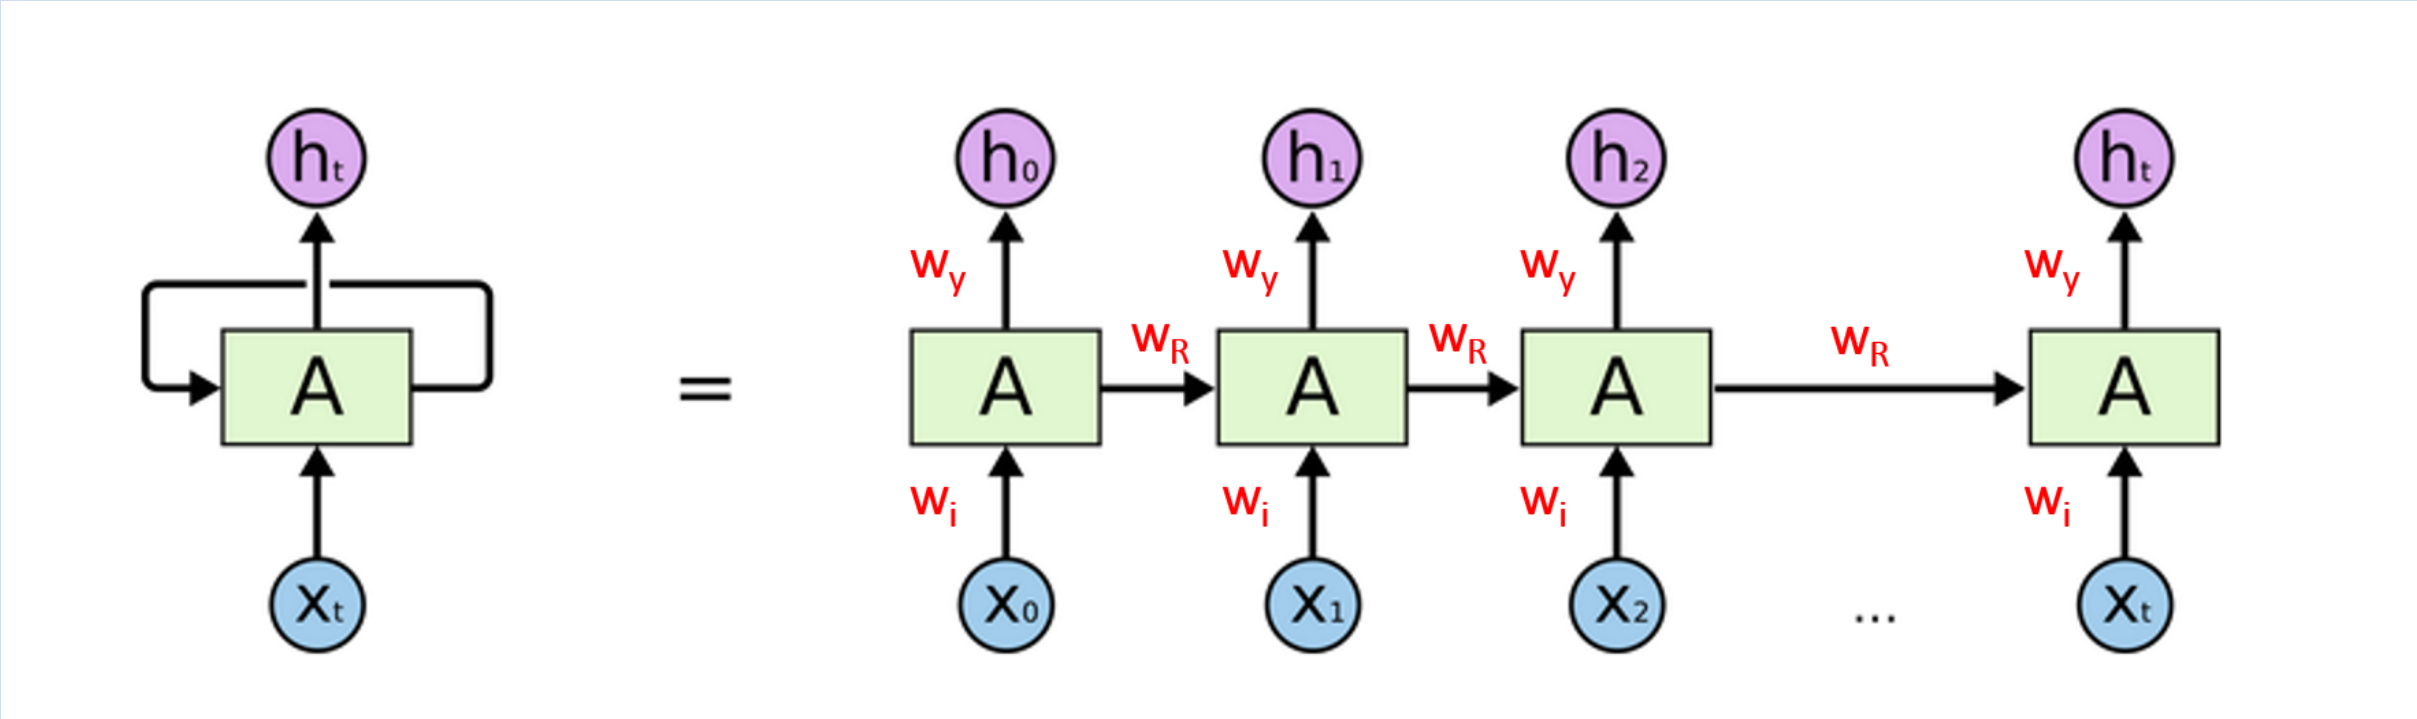 ht h0 h1 h2 ht
wy wy wy wy
wR wR wR
A = A A A A
wi wi wi wi
xt x0 x1 x2 ... xt